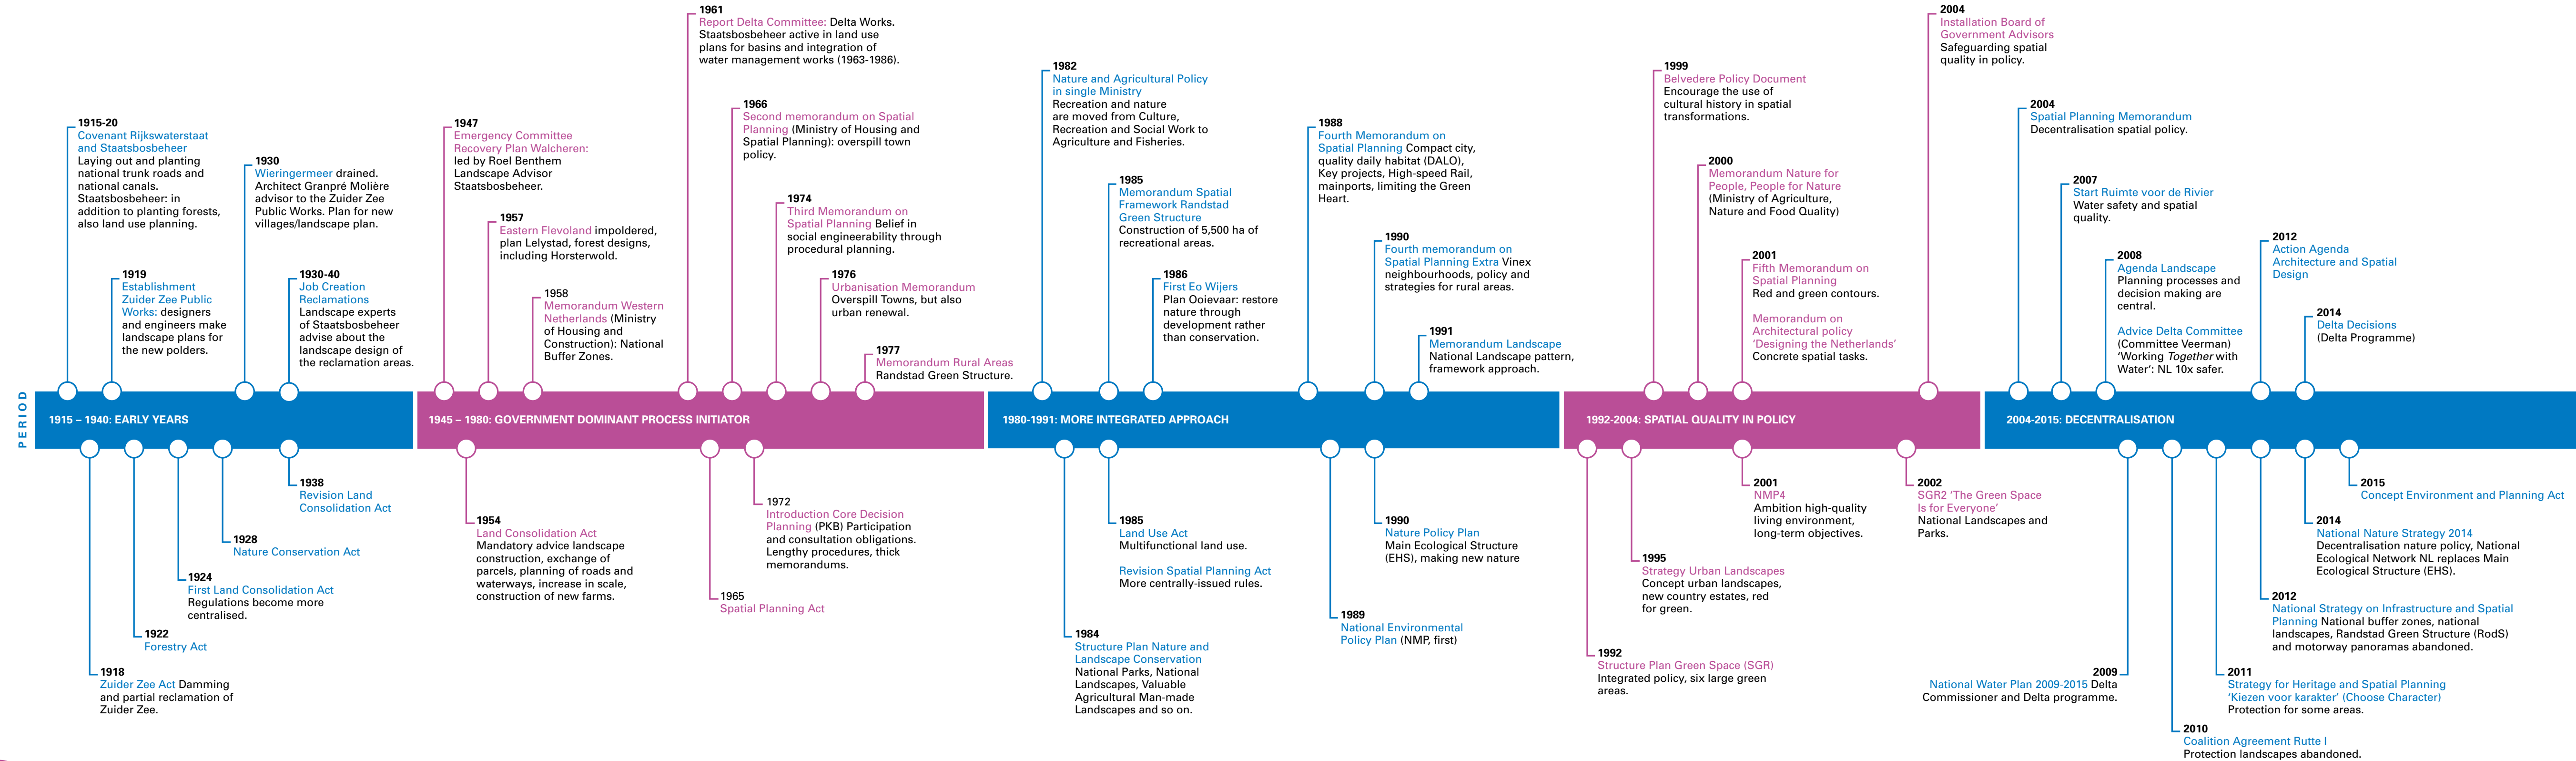 1915-20
Covenant Rijkswaterstaat
and Staatsbosbeheer
Laying out and planting
national trunk roads and
national canals.
Staatsbosbeheer: in
addition to planting forests,
also land use planning.
1919
Establishment
Zuider Zee Public
Works: designers
and engineers make
landscape plans for
the new polders.
1930
Wieringermeer drained.
Architect Granpré Molière
advisor to the Zuider Zee
Public Works. Plan for new
villages/landscape plan.
1930-40
Job Creation
Reclamations
Landscape experts
of Staatsbosbeheer
advise about the
landscape design of
the reclamation areas.
1947
Emergency Committee
Recovery Plan Walcheren:
led by Roel Benthem
Landscape Advisor
Staatsbosbeheer.
1957
Eastern Flevoland impoldered,
plan Lelystad, forest designs,
including Horsterwold.
1958
Memorandum Western
Netherlands (Ministry
of Housing and
Construction): National
Buffer Zones.
1961
Report Delta Committee: Delta Works.
Staatsbosbeheer active in land use
plans for basins and integration of
water management works (1963-1986).
1966
Second memorandum on Spatial
Planning (Ministry of Housing and
Spatial Planning): overspill town
policy.
1974
Third Memorandum on
Spatial Planning Belief in
social engineerability through
procedural planning.
1976
Urbanisation Memorandum
Overspill Towns, but also
urban renewal.
1977
Memorandum Rural Areas
Randstad Green Structure.
1982
Nature and Agricultural Policy
in single Ministry
Recreation and nature
are moved from Culture,
Recreation and Social Work to
Agriculture and Fisheries.
1985
Memorandum Spatial
Framework Randstad
Green Structure
Construction of 5,500 ha of
recreational areas.
1986
First Eo Wijers
Plan Ooievaar: restore
nature through
development rather
than conservation.
1988
Fourth Memorandum on
Spatial Planning Compact city,
quality daily habitat (DALO),
Key projects, High-speed Rail,
mainports, limiting the Green
Heart.
1990
Fourth memorandum on
Spatial Planning Extra Vinex
neighbourhoods, policy and
strategies for rural areas.
1991
Memorandum Landscape
National Landscape pattern,
framework approach.
1999
Belvedere Policy Document
Encourage the use of
cultural history in spatial
transformations.
2000
Memorandum Nature for
People, People for Nature
(Ministry of Agriculture,
Nature and Food Quality)
2001
Fifth Memorandum on
Spatial Planning
Red and green contours.
Memorandum on
Architectural policy
‘Designing the Netherlands’
Concrete spatial tasks.
2004
Installation Board of
Government Advisors
Safeguarding spatial
quality in policy.
2004
Spatial Planning Memorandum
Decentralisation spatial policy.
2007
Start Ruimte voor de Rivier
Water safety and spatial
quality.
2008
Agenda Landscape
Planning processes and
decision making are
central.
Advice Delta Committee
(Committee Veerman)
‘Working Together with
Water’: NL 10x safer.
2012
Action Agenda
Architecture and Spatial
Design
2014
Delta Decisions
(Delta Programme)
PERIOD
1915 – 1940: EARLY YEARS
1945 – 1980: GOVERNMENT DOMINANT PROCESS INITIATOR
1980-1991: MORE INTEGRATED APPROACH
1992-2004: SPATIAL QUALITY IN POLICY
2004-2015: DECENTRALISATION
1918
Zuider Zee Act Damming
and partial reclamation of
Zuider Zee.
1922
Forestry Act
1924
First Land Consolidation Act
Regulations become more
centralised.
1928
Nature Conservation Act
1938
Revision Land
Consolidation Act
1954
Land Consolidation Act
Mandatory advice landscape
construction, exchange of
parcels, planning of roads and
waterways, increase in scale,
construction of new farms.
1965
Spatial Planning Act
1972
Introduction Core Decision
Planning (PKB) Participation
and consultation obligations.
Lengthy procedures, thick
memorandums.
1984
Structure Plan Nature and
Landscape Conservation
National Parks, National
Landscapes, Valuable
Agricultural Man-made
Landscapes and so on.
1985
Land Use Act
Multifunctional land use.
Revision Spatial Planning Act
More centrally-issued rules.
1989
National Environmental
Policy Plan (NMP, first)
1990
Nature Policy Plan
Main Ecological Structure
(EHS), making new nature
1992
Structure Plan Green Space (SGR)
Integrated policy, six large green
areas.
1995
Strategy Urban Landscapes
Concept urban landscapes,
new country estates, red
for green.
2001
NMP4
Ambition high-quality
living environment,
long-term objectives.
2002
SGR2 ‘The Green Space
Is for Everyone’
National Landscapes and
Parks.
2009
National Water Plan 2009-2015 Delta
Commissioner and Delta programme.
2010
Coalition Agreement Rutte I
Protection landscapes abandoned.
2011
Strategy for Heritage and Spatial Planning
‘Kiezen voor karakter’ (Choose Character)
Protection for some areas.
2012
National Strategy on Infrastructure and Spatial
Planning National buffer zones, national
landscapes, Randstad Green Structure (RodS)
and motorway panoramas abandoned.
2014
National Nature Strategy 2014
Decentralisation nature policy, National
Ecological Network NL replaces Main
Ecological Structure (EHS).
2015
Concept Environment and Planning Act